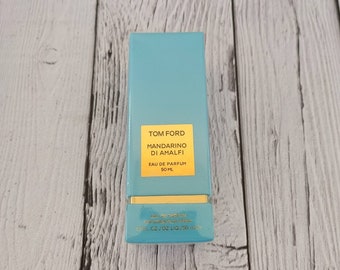 TOM FORD
MANDARINO
DI AMALFI
EAU DE PARFUM
50 ML